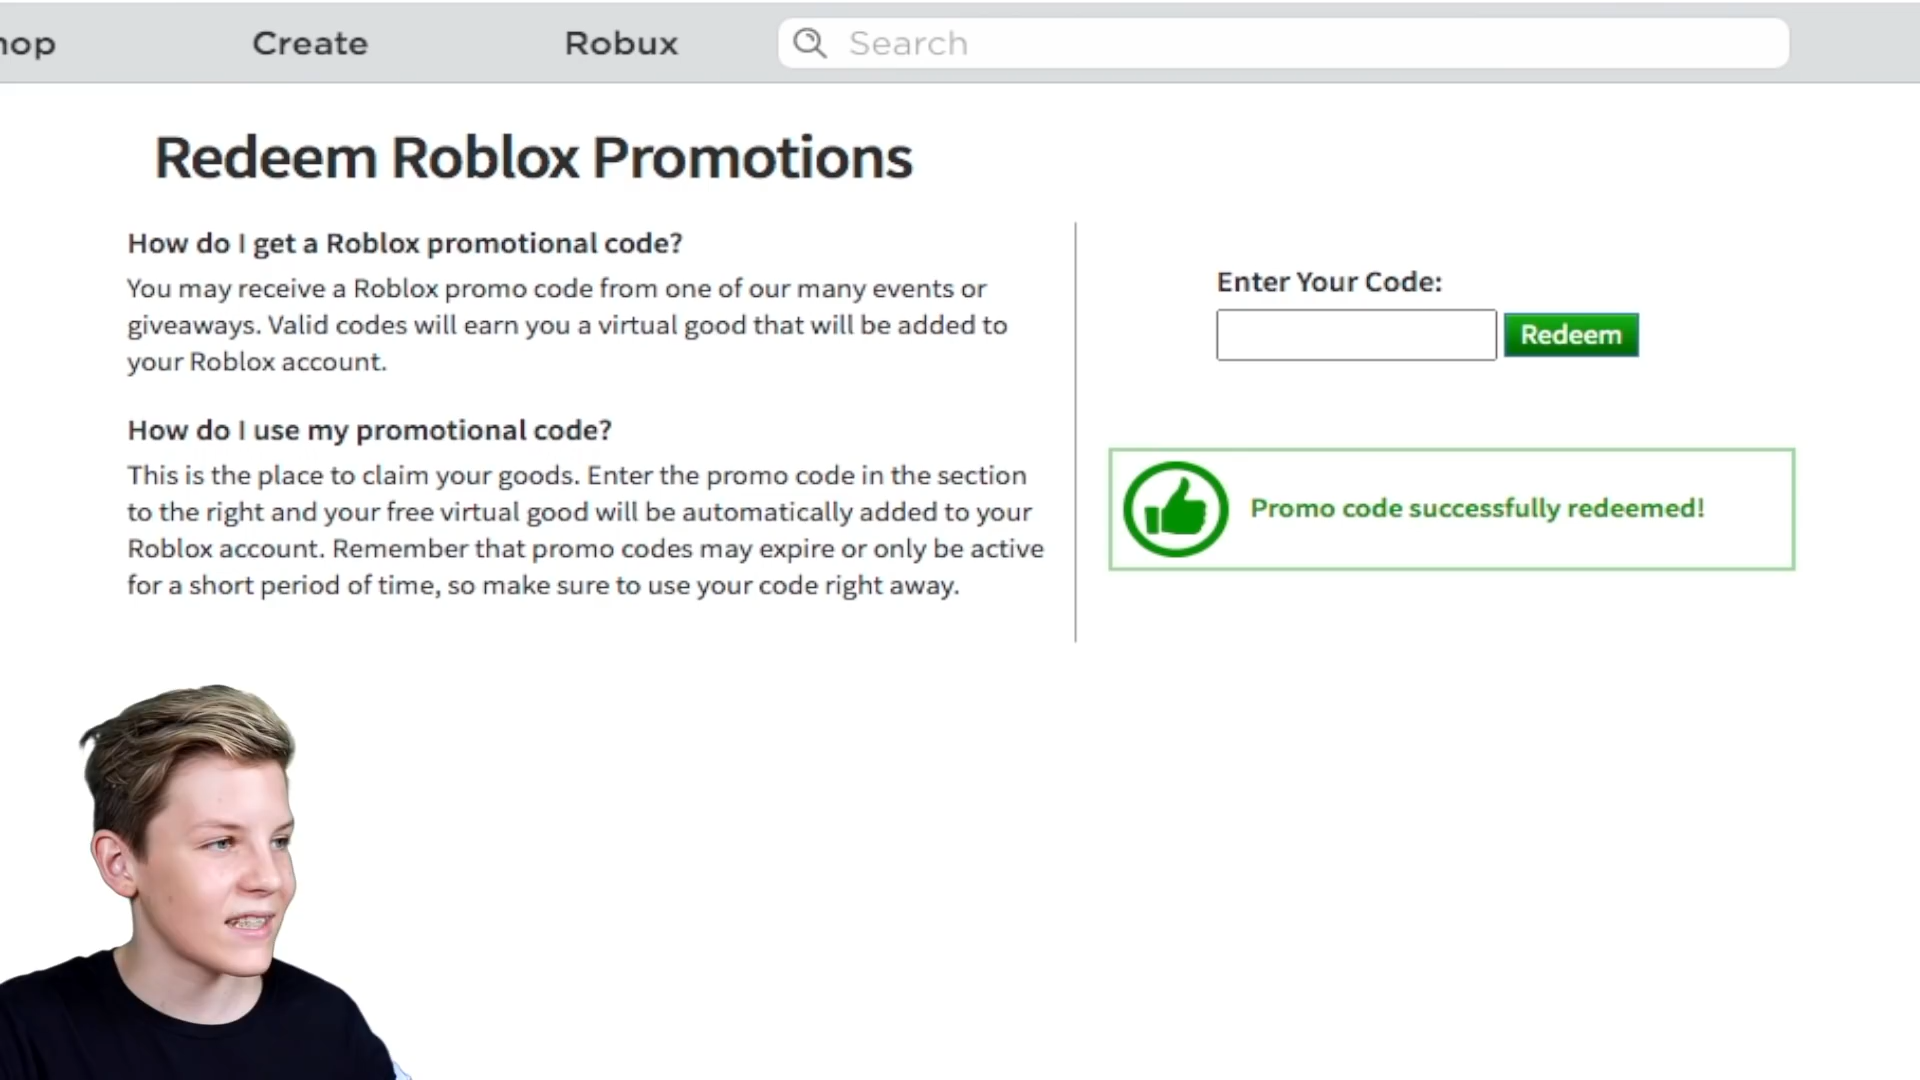 Create
Robux
Search
Redeem Roblox Promotions
How do I get a Roblox promotional code?
You may receive a Roblox promo code from one of our many events or
giveaways. Valid codes will earn you a virtual good that will be added to
your Roblox account.
How do I use my promotional code?
This is the place to claim your goods. Enter the promo code in the section
to the right and your free virtual good will be automatically added to your
Roblox account. Remember that promo codes may expire or only be active
for a short period of time, so make sure to use your code right away.
Enter Your Code:
Redeem
Promo code successfully redeemed!